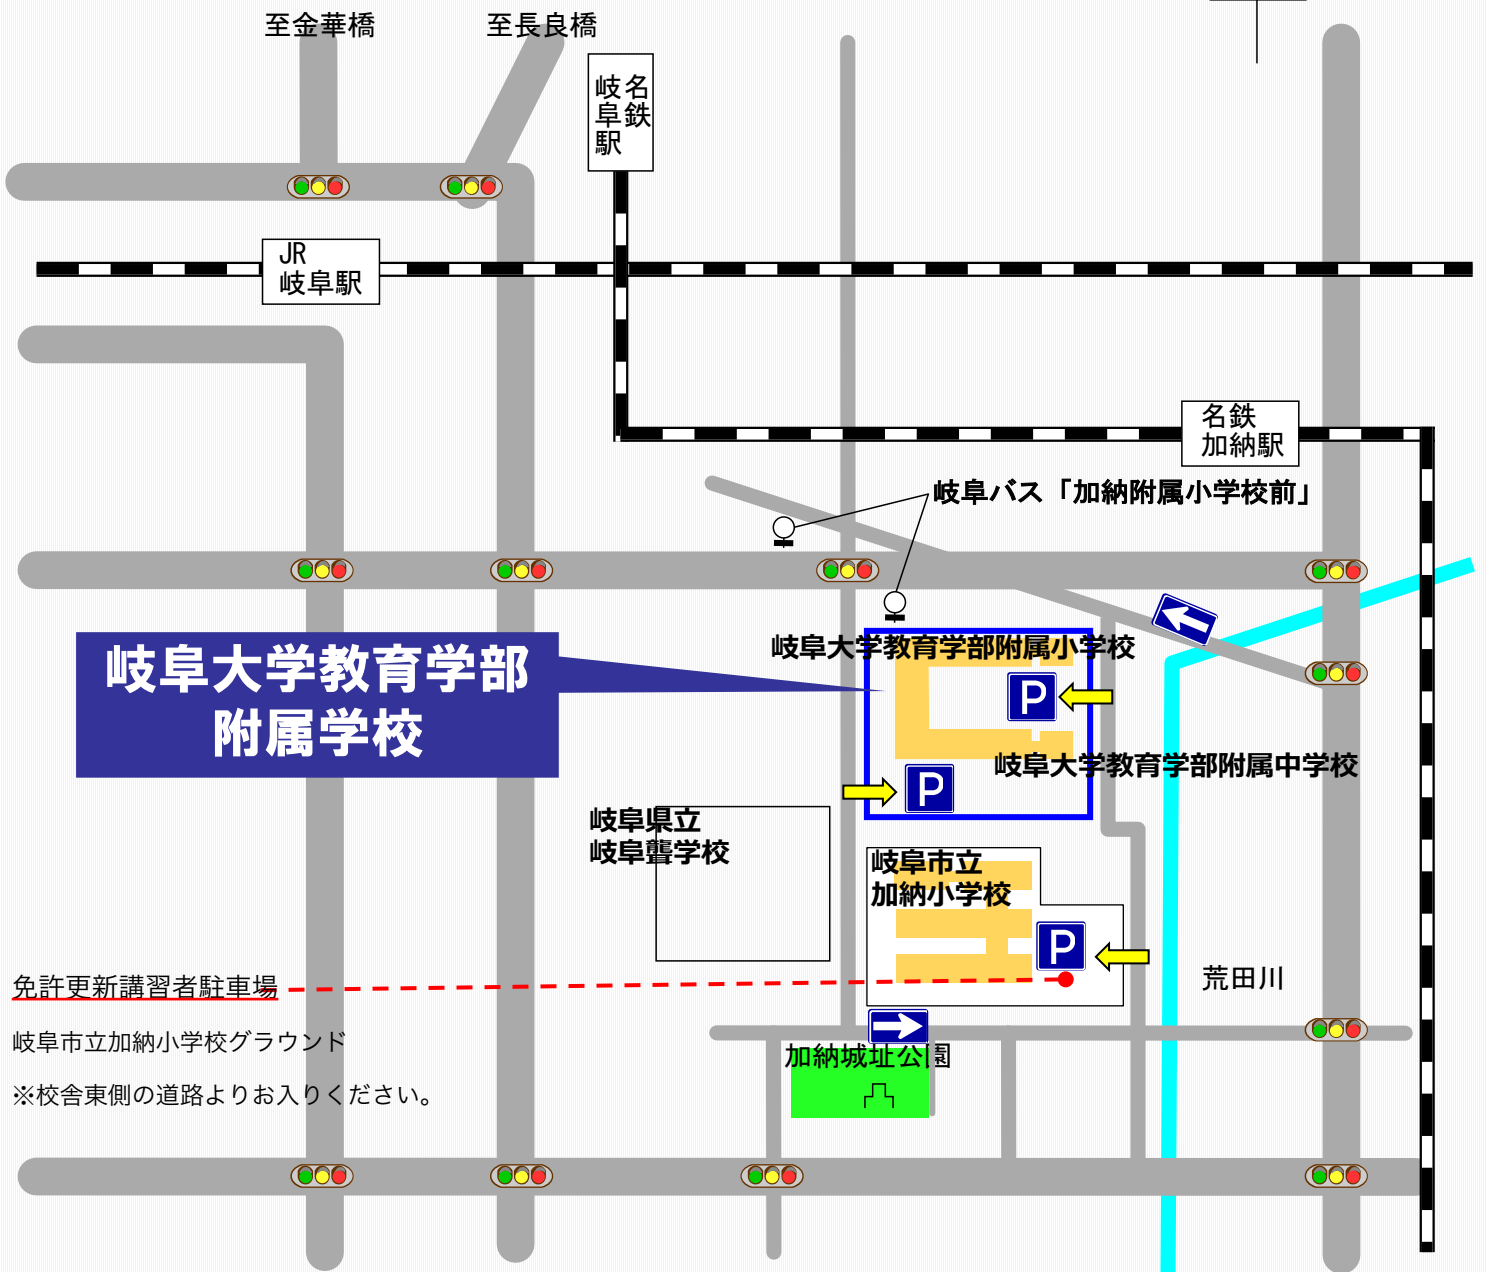 至金華橋
至長良橋
名鉄
岐阜駅
JR
岐阜駅
名鉄
加納駅
岐阜バス「加納附属小学校前」
岐阜大学教育学部附属小学校
岐阜大学教育学部
附属学校
P
岐阜大学教育学部附属中学校
P
岐阜県立
岐阜聾学校
岐阜市立
加納小学校
P
荒田川
免許更新講習者駐車場
岐阜市立加納小学校グラウンド
加納城址公園
※校舎東側の道路よりお入りください。